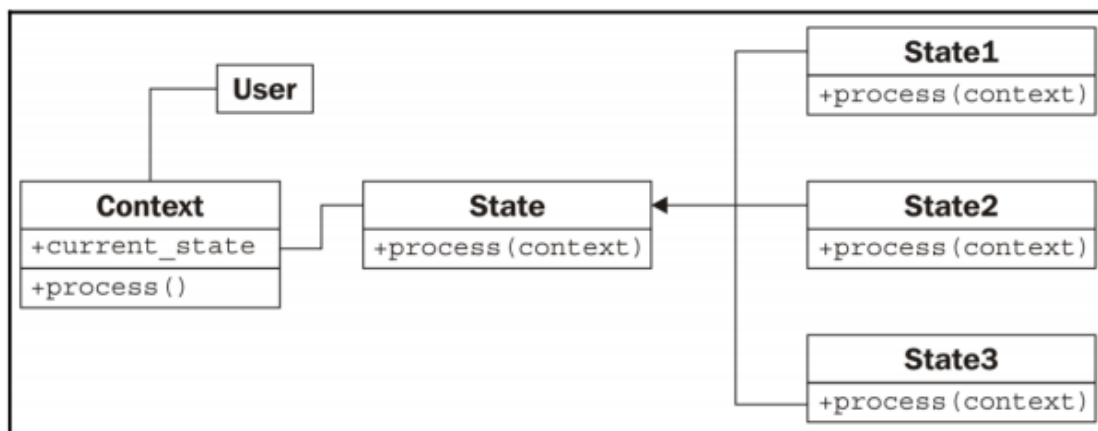 User
Context
+current_state
+process()
State
+process(context)
State1
+process(context)
State2
+process(context)
State3
+process(context)